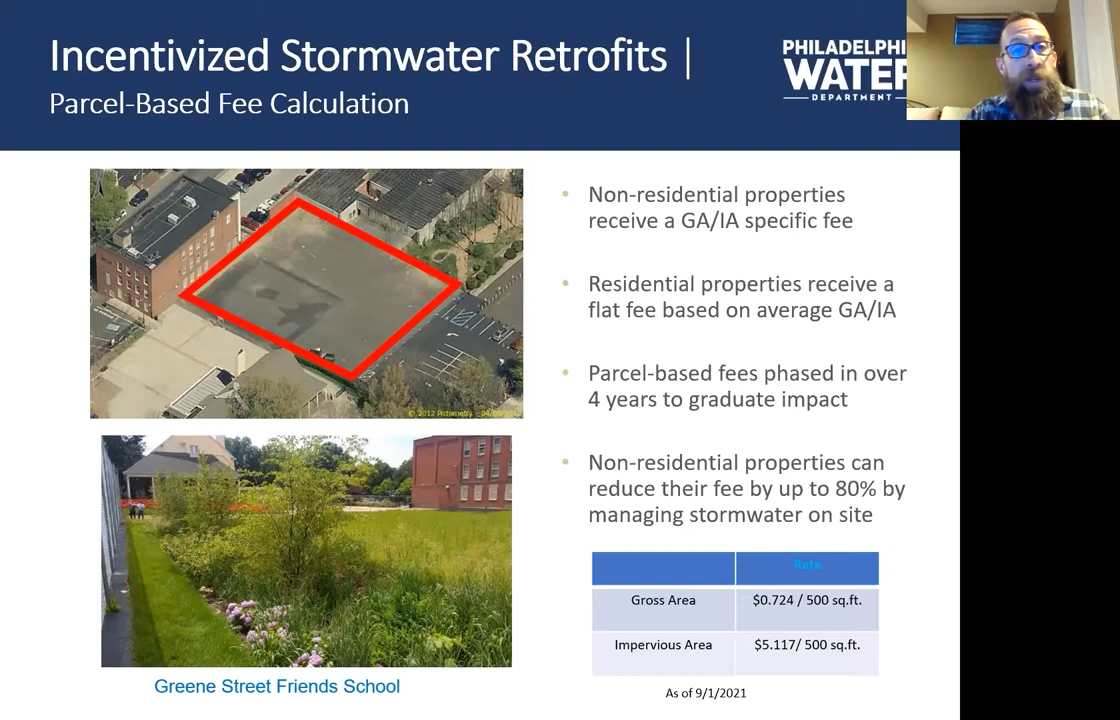 Incentivized Stormwater Retrofits |
Parcel-Based Fee Calculation
PHILADELPHI
WATER
DEPARTMENT
• Non-residential properties
receive a GA/IA specific fee
• Residential properties receive a
flat fee based on average GA/IA
• Parcel-based fees phased in over
4 years to graduate impact
• Non-residential properties can
reduce their fee by up to 80% by
managing stormwater on site
© 2012 Pictometry
Rate
Gross Area $0.724 / 500 sq.ft.
Impervious Area $5.117/ 500 sq.ft.
Greene Street Friends School
As of 9/1/2021